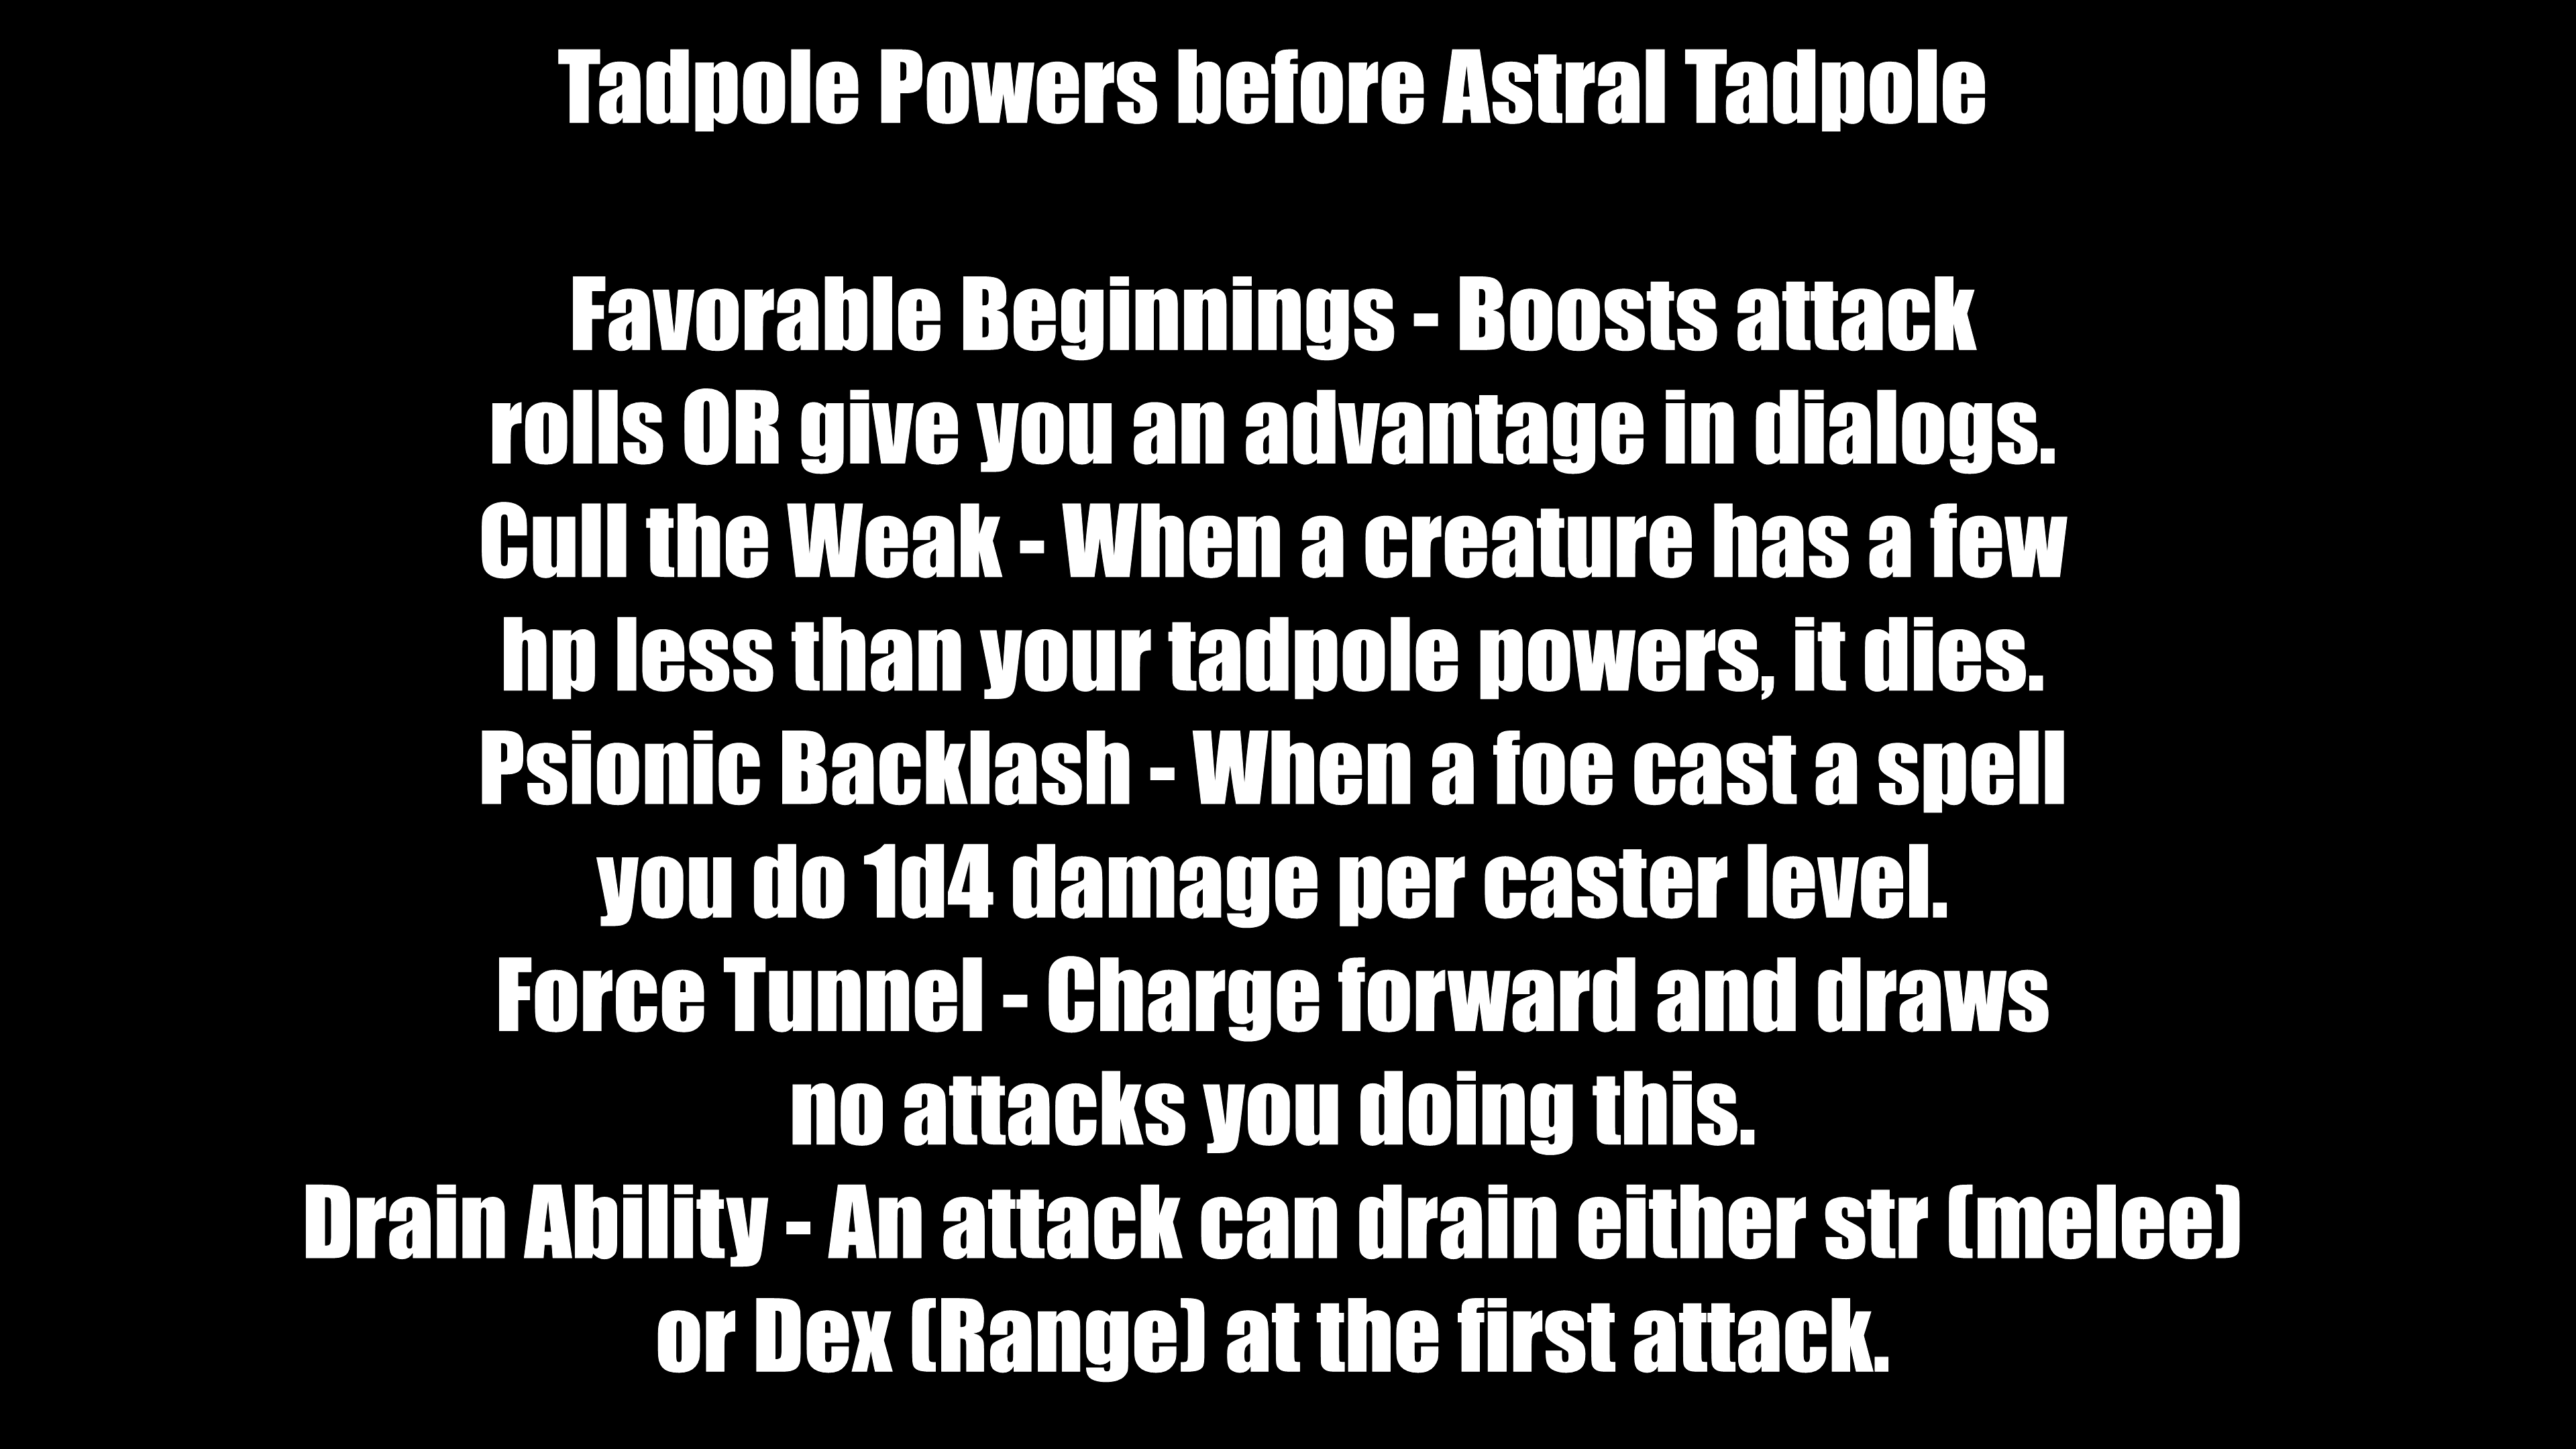 Tadpole Powers before Astral Tadpole
Favorable Beginnings - Boosts attack
rolls OR give you an advantage in dialogs.
Cull the Weak - When a creature has a few
hp less than your tadpole powers, it dies.
Psionic Backlash - When a foe cast a spell
you do 1d4 damage per caster level.
Force Tunnel - Charge forward and draws
no attacks you doing this.
Drain Ability - An attack can drain either str (melee)
or Dex (Range) at the first attack.